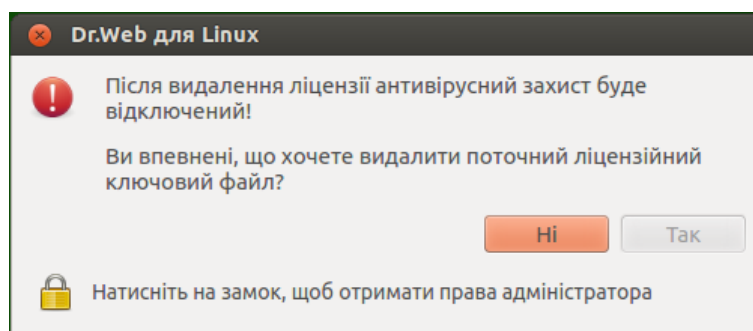 Dr.Web для Linux
Після видалення ліцензії антивірусний захист буде
відключений!
Ви впевнені, що хочете видалити поточний ліцензійний
ключовий файл?
Ні
Так
Натисніть на замок, щоб отримати права адміністратора